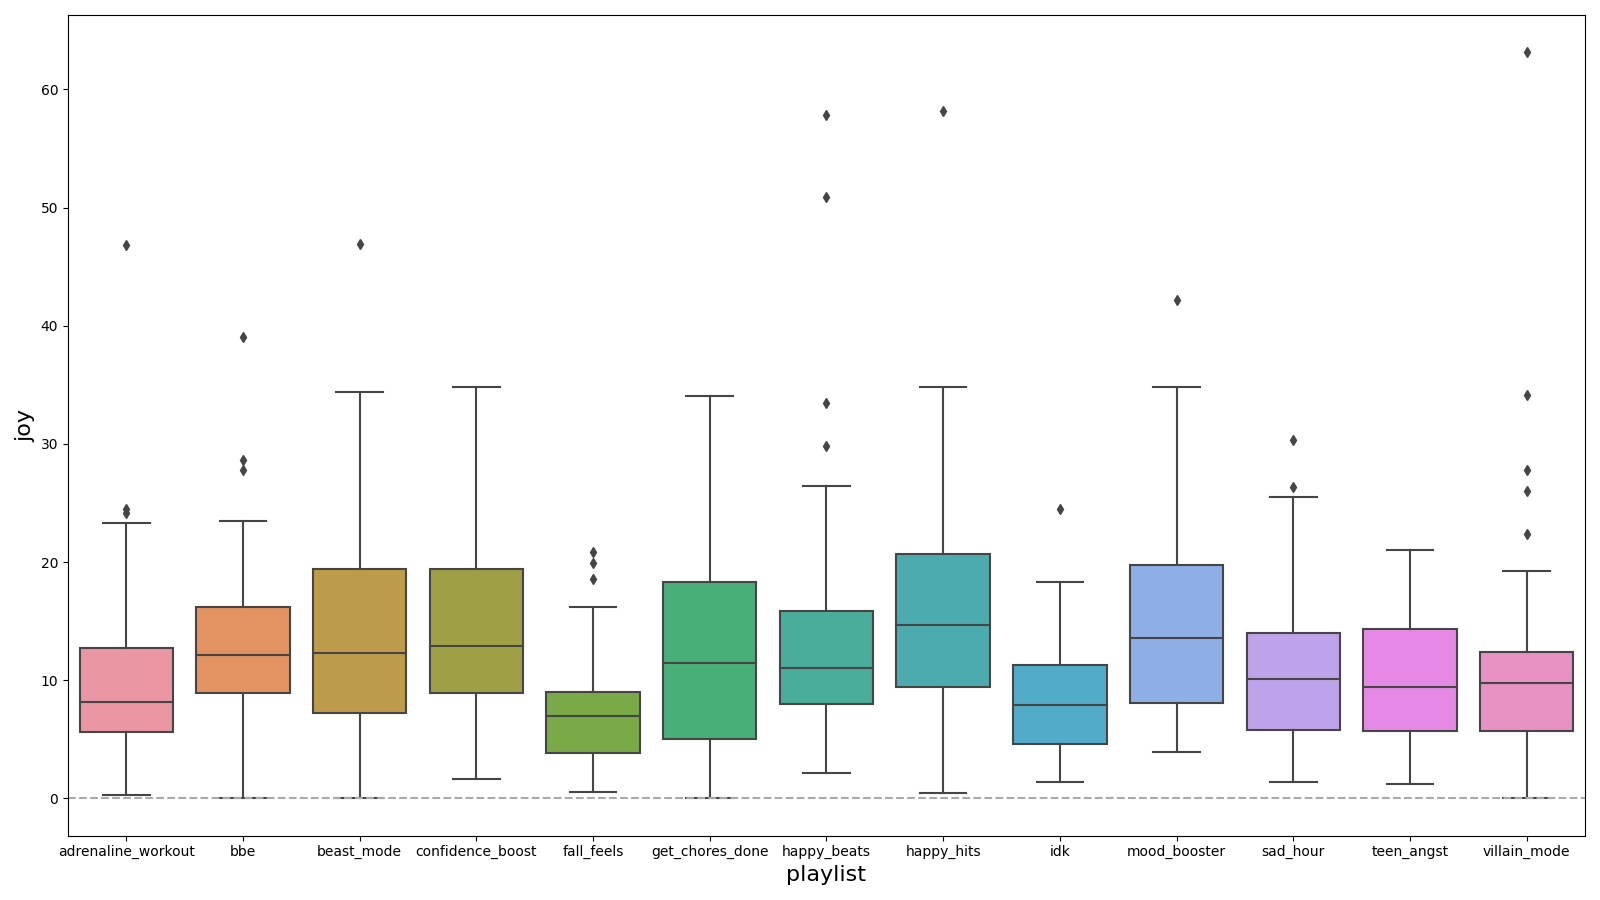 60
50
40
30
20
10
0
joy
adrenaline_workout bbe beast_mode confidence_boost fall_feels get_chores_done happy_beats happy_hits idk mood_booster sad_hour teen_angst villain_mode
playlist